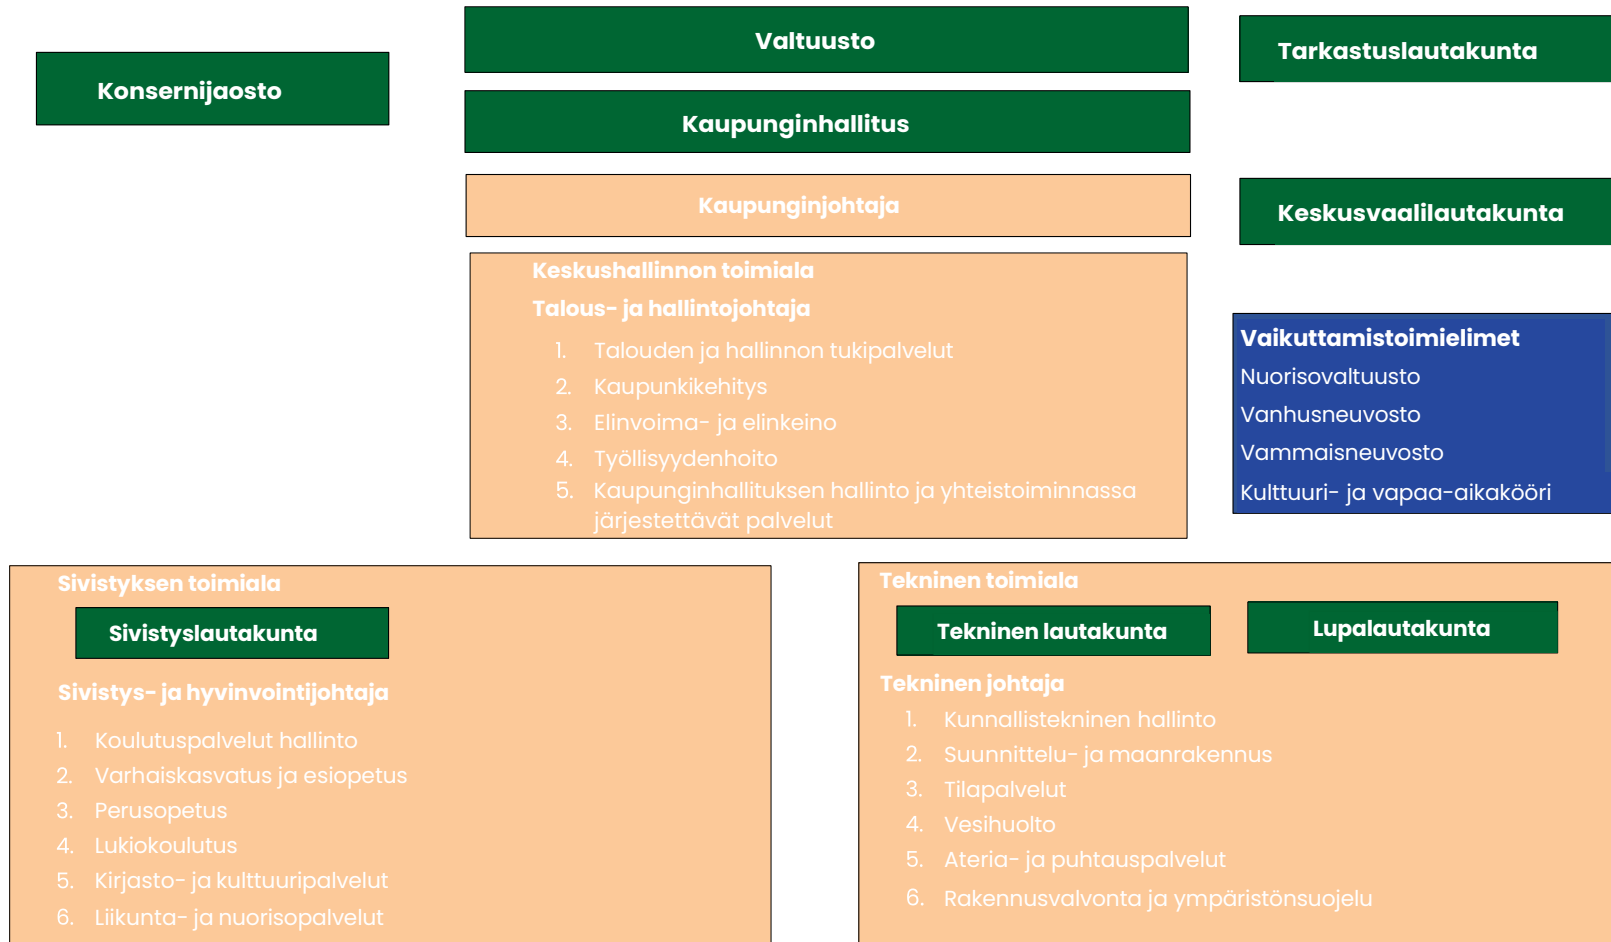 Konsernijaosto
Valtuusto
Kaupunginhallitus
Kaupunginjohtaja
Tarkastuslautakunta
Keskusvaalilautakunta
Keskushallinnon toimiala
Talous- ja hallintojohtaja
1. Talouden ja hallinnon tukipalvelut
2. Kaupunkikehitys
3. Elinvoima- ja elinkeino
4. Työllisyydenhoito
5. Kaupunginhallituksen hallinto ja yhteistoiminnassa
järjestettävät palvelut
Vaikuttamistoimielimet
Nuorisovaltuusto
Vanhusneuvosto
Vammaisneuvosto
Kulttuuri- ja vapaa-aikakööri
Sivistyksen toimiala
Sivistyslautakunta
Sivistys- ja hyvinvointijohtaja
1. Koulutuspalvelut hallinto
2. Varhaiskasvatus ja esiopetus
3. Perusopetus
4. Lukiokoulutus
5. Kirjasto- ja kulttuuripalvelut
6. Liikunta- ja nuorisopalvelut
Tekninen toimiala
Tekninen lautakunta
Lupalautakunta
Tekninen johtaja
1. Kunnallistekninen hallinto
2. Suunnittelu- ja maanrakennus
3. Tilapalvelut
4. Vesihuolto
5. Ateria- ja puhtauspalvelut
6. Rakennusvalvonta ja ympäristönsuojelu